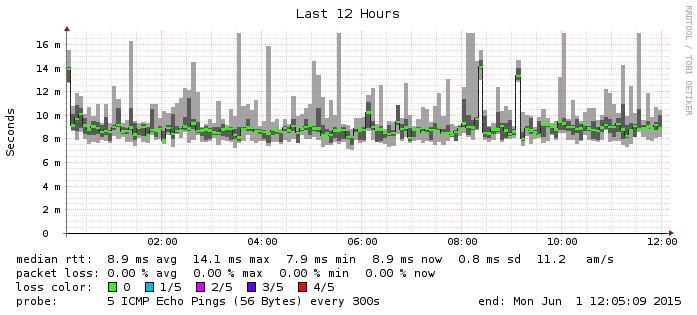 Last 12 Hours
RRDTOOL / TOBI OETIKER
Seconds
16 m
14 m
12 m
10 m
8 m
6 m
4 m
2 m
0
02:00 04:00 06:00 08:00 10:00 12:00
median rtt: 8.9 ms avg 14.1 ms max 7.9 ms min 8.9 ms now 0.8 ms sd 11.2 am/s
packet loss: 0.00 % avg 0.00 % max 0.00 % min 0.00 % now
loss color: 0 1/5 2/5 3/5 4/5
probe: 5 ICMP Echo Pings (56 Bytes) every 300s end: Mon Jun 1 12:05:09 2015